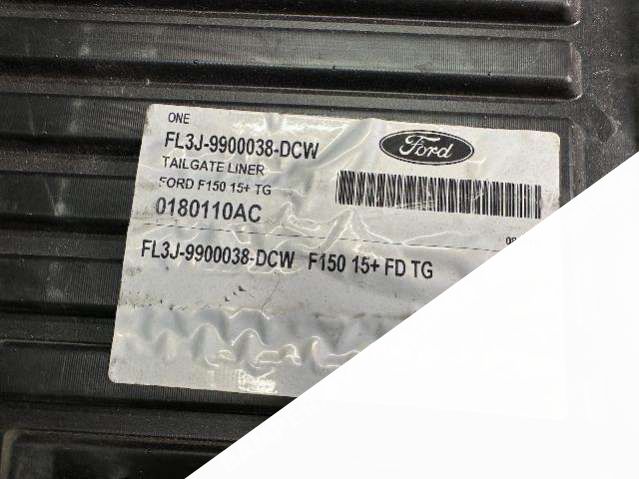 ONE
FL3J-9900038-DCW
Ford
TAILGATE LINER
FORD F150 15+ TG
0180110AC
FL3J-9900038-DCW F150 15+ FD TG